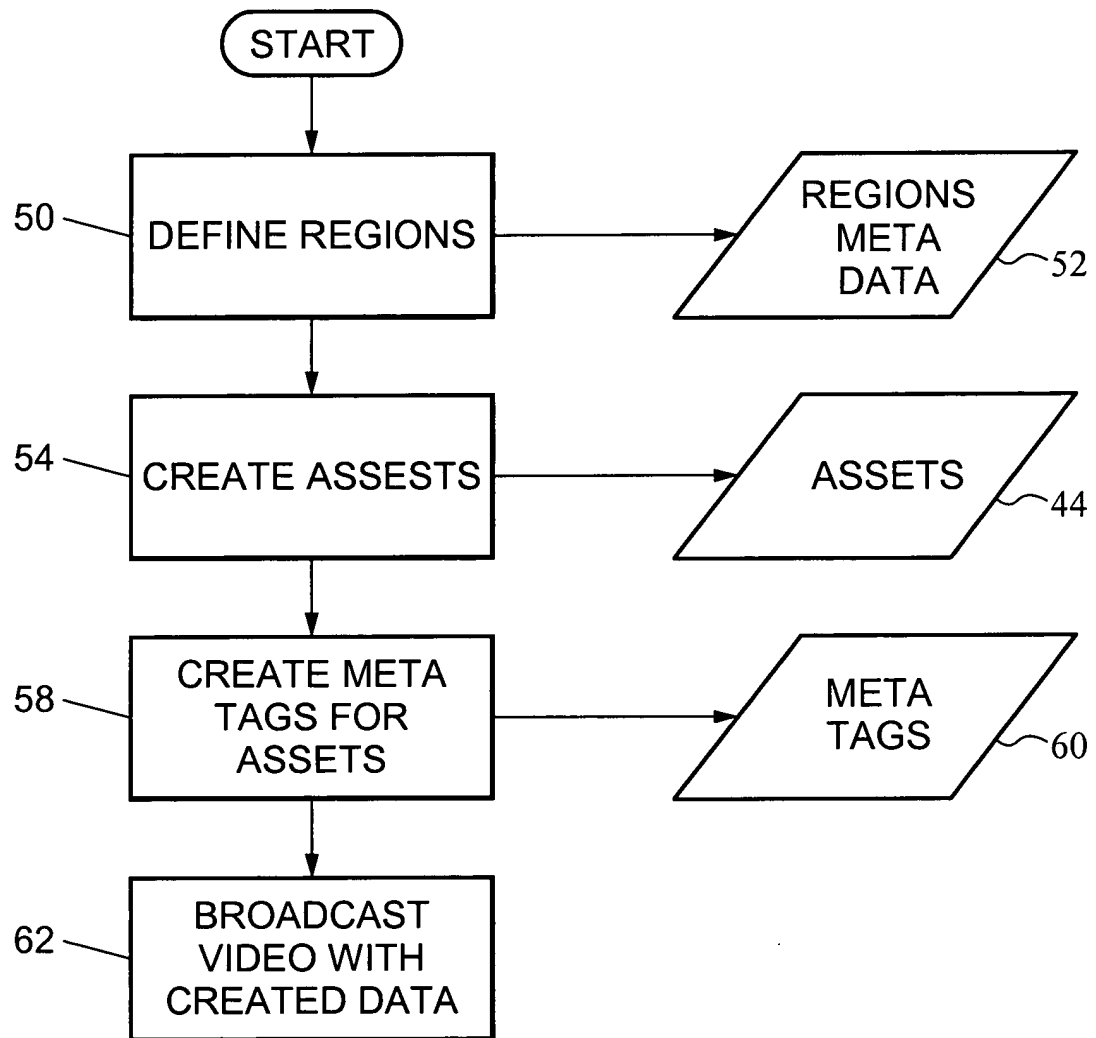 START
50
DEFINE REGIONS
REGIONS
META
DATA
52
54
CREATE ASSESTS
ASSETS
44
58
CREATE META
TAGS FOR
ASSETS
META
TAGS
60
62
BROADCAST
VIDEO WITH
CREATED DATA